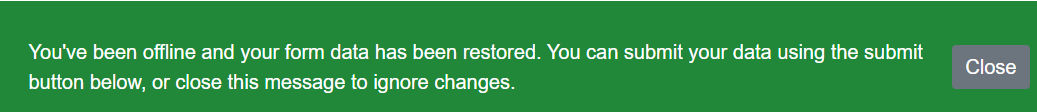 You've been offline and your form data has been restored. You can submit your data using the submit
button below, or close this message to ignore changes.
Close